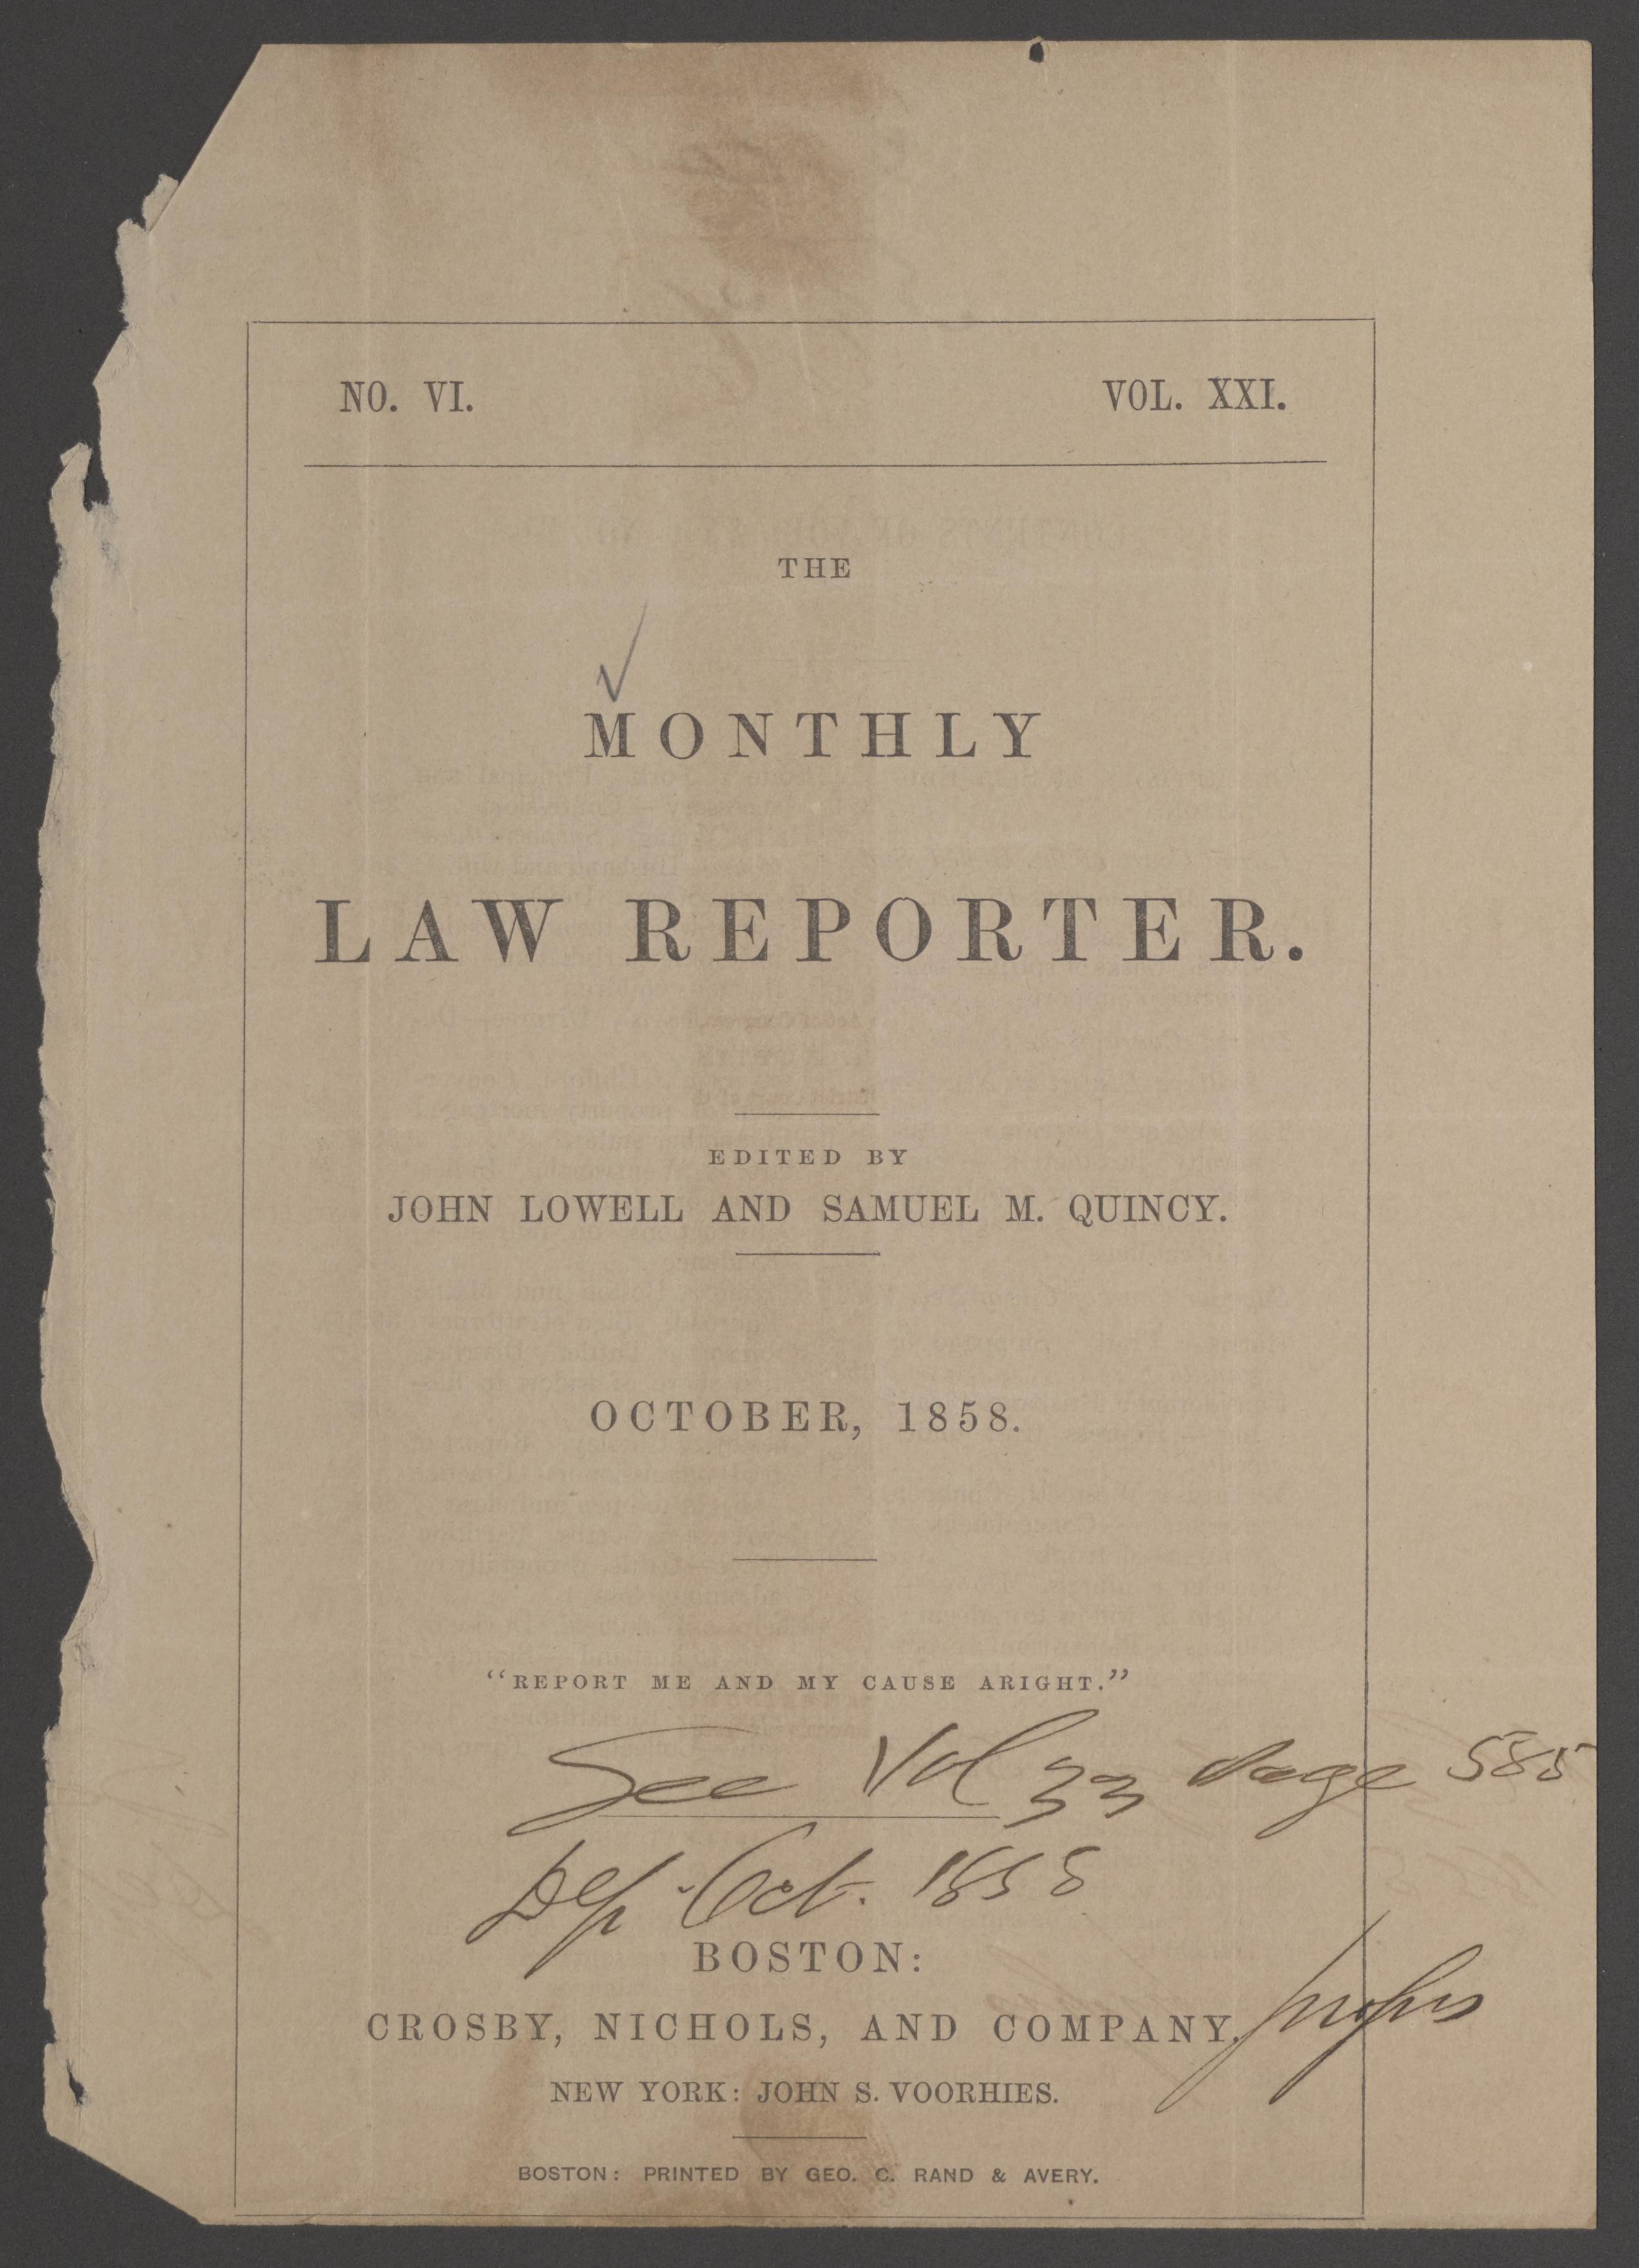 NO. VI. VOL. XXI.
THE
MONTHLY
LAW REPORTER.
EDITED BY
JOHN LOWELL AND SAMUEL M. QUINCY.
OCTOBER, 1858.
"REPORT ME AND MY CAUSE ARIGHT."
See Vol 33 Page 585
Dep. Oct. 1858
BOSTON:
CROSBY, NICHOLS, AND COMPANY.
NEW YORK: JOHN S. VOORHIES.
BOSTON: PRINTED BY GEO. C. RAND & AVERY.